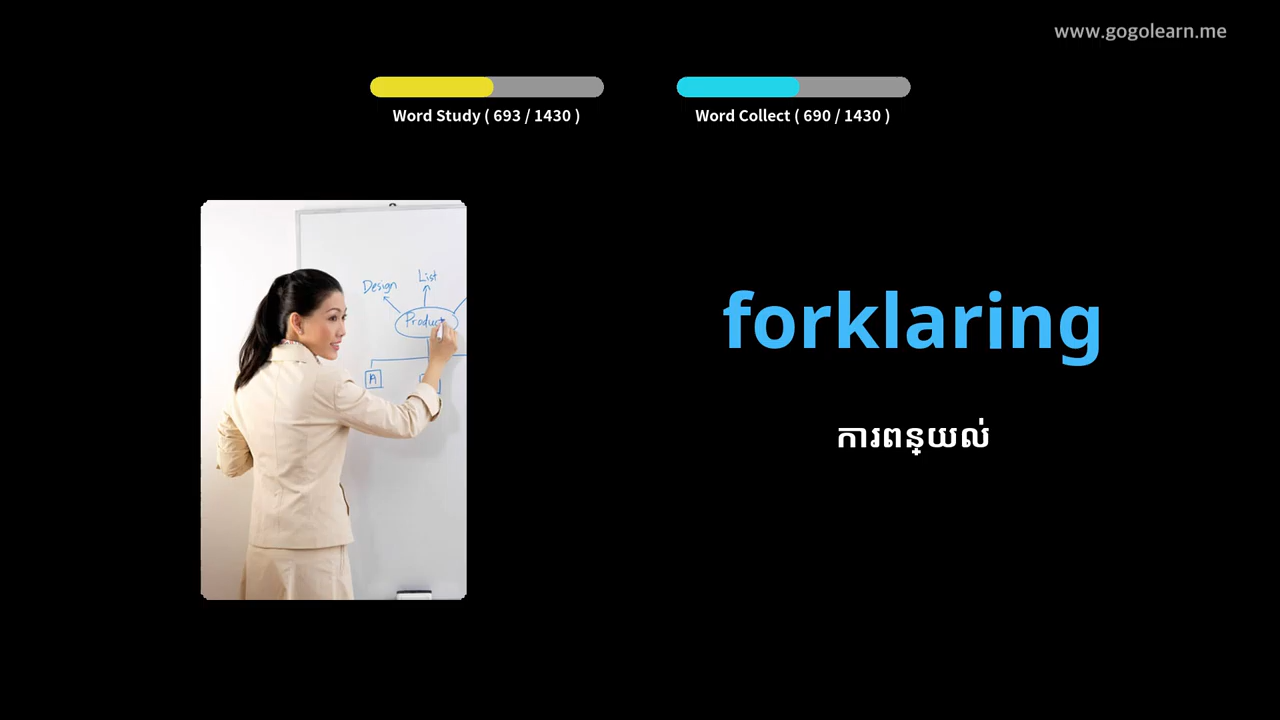 www.gogolearn.me
Word Study ( 693 / 1430 )
Word Collect ( 690 / 1430 )
List
Design
Product
A
forklaring
ការពន្យល់